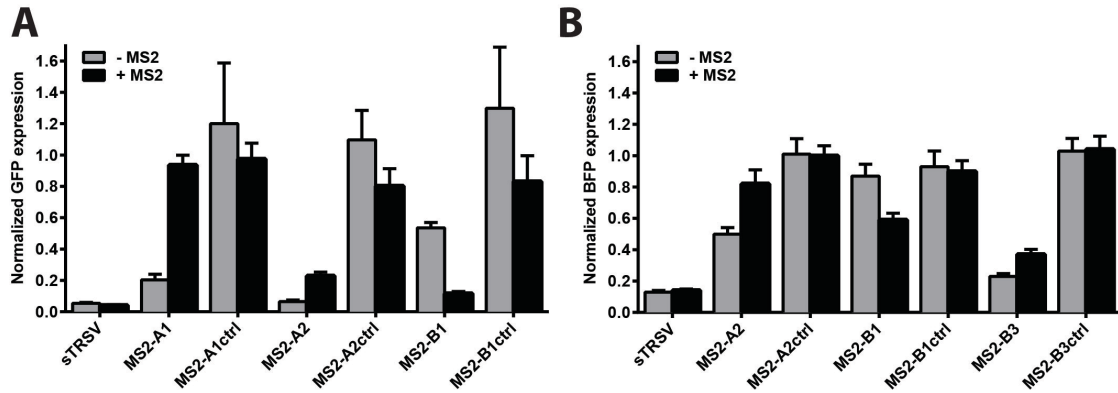 A
Normalized GFP expression
1.6
1.4
1.2
1.0
0.8
0.6
0.4
0.2
0.0
- MS2
+ MS2
sTRSV
MS2-A1
MS2-A1ctrl
MS2-A2
MS2-A2ctrl
MS2-B1
MS2-B1ctrl
B
Normalized BFP expression
1.6
1.4
1.2
1.0
0.8
0.6
0.4
0.2
0.0
- MS2
+ MS2
sTRSV
MS2-A2
MS2-A2ctrl
MS2-B1
MS2-B1ctrl
MS2-B3
MS2-B3ctrl